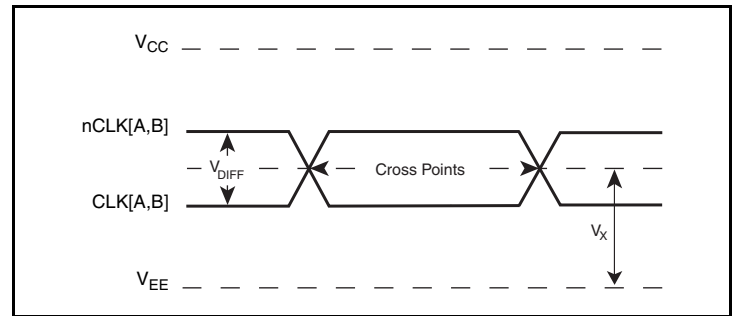 VCC
nCLK[A,B]
VDIFF
Cross Points
CLK[A,B]
VX
VEE